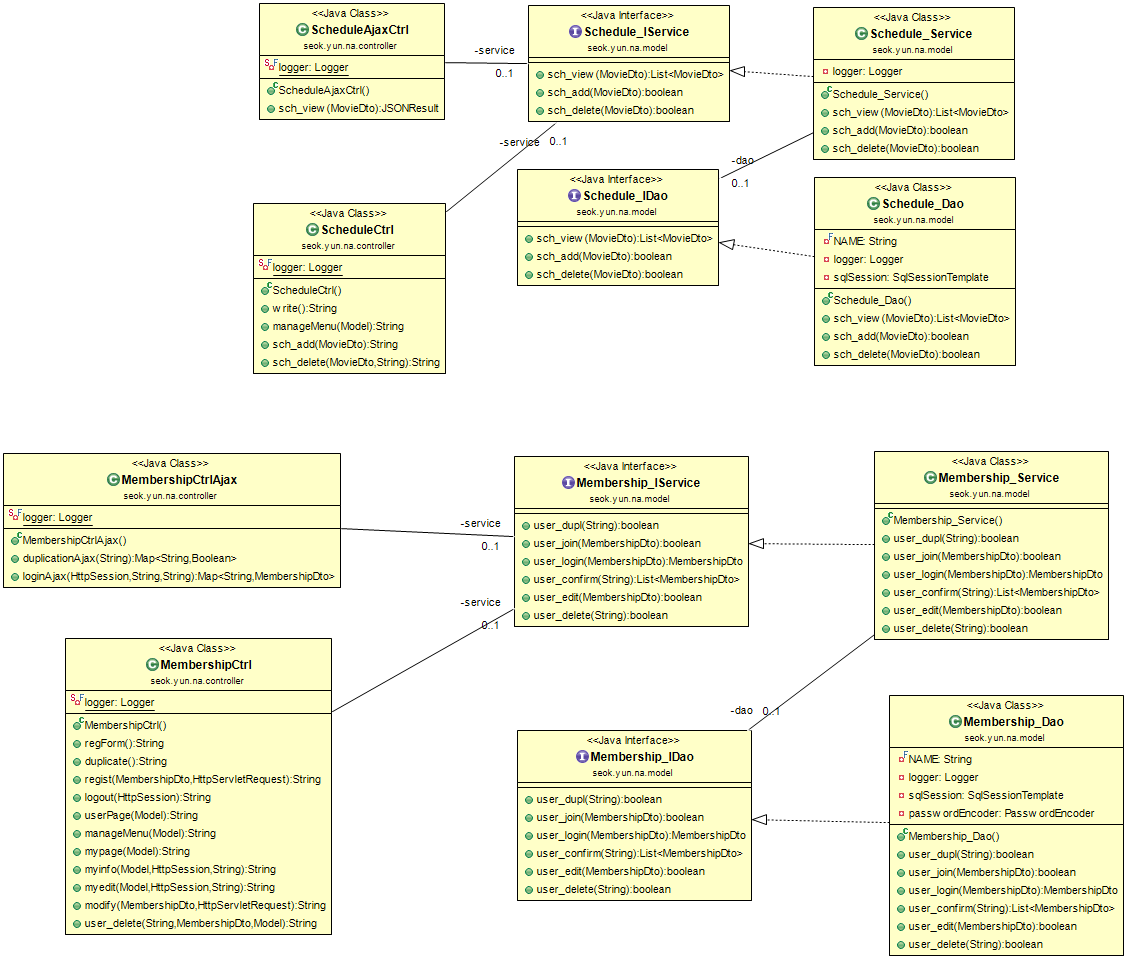 <<Java Class>>
ScheduleAjaxCtrl
seok.yun.na.controller
logger: Logger
ScheduleAjaxCtrl()
sch_view(MovieDto):JSONResult
-service
0..1
<<Java Interface>>
Schedule_IService
seok.yun.na.model
sch_view(MovieDto):List<MovieDto>
sch_add(MovieDto):boolean
sch_delete(MovieDto):boolean
<<Java Class>>
Schedule_Service
seok.yun.na.model
logger: Logger
Schedule_Service()
sch_view(MovieDto):List<MovieDto>
sch_add(MovieDto):boolean
sch_delete(MovieDto):boolean
-service
0..1
-dao
0..1
<<Java Interface>>
Schedule_IDao
seok.yun.na.model
sch_view(MovieDto):List<MovieDto>
sch_add(MovieDto):boolean
sch_delete(MovieDto):boolean
<<Java Class>>
Schedule_Dao
seok.yun.na.model
NAME: String
logger: Logger
sqlSession: SqlSessionTemplate
Schedule_Dao()
sch_view(MovieDto):List<MovieDto>
sch_add(MovieDto):boolean
sch_delete(MovieDto):boolean
<<Java Class>>
ScheduleCtrl
seok.yun.na.controller
logger: Logger
ScheduleCtrl()
write():String
manageMenu(Model):String
sch_add(MovieDto):String
sch_delete(MovieDto,String):String
<<Java Class>>
MembershipCtrlAjax
seok.yun.na.controller
logger: Logger
MembershipCtrlAjax()
duplicationAjax(String):Map<String,Boolean>
loginAjax(HttpSession,String,String):Map<String,MembershipDto>
-service
0..1
<<Java Interface>>
Membership_IService
seok.yun.na.model
user_dupl(String):boolean
user_join(MembershipDto):boolean
user_login(MembershipDto):MembershipDto
user_confirm(String):List<MembershipDto>
user_edit(MembershipDto):boolean
user_delete(String):boolean
<<Java Class>>
Membership_Service
seok.yun.na.model
Membership_Service()
user_dupl(String):boolean
user_join(MembershipDto):boolean
user_login(MembershipDto):MembershipDto
user_confirm(String):List<MembershipDto>
user_edit(MembershipDto):boolean
user_delete(String):boolean
-service
0..1
<<Java Class>>
MembershipCtrl
seok.yun.na.controller
logger: Logger
MembershipCtrl()
regForm():String
duplicate():String
regist(MembershipDto,HttpServletRequest):String
logout(HttpSession):String
userPage(Model):String
manageMenu(Model):String
mypage(Model):String
myinfo(Model,HttpSession,String):String
myedit(Model,HttpSession,String):String
modify(MembershipDto,HttpServletRequest):String
user_delete(String,MembershipDto,Model):String
-dao
0..1
<<Java Interface>>
Membership_IDao
seok.yun.na.model
user_dupl(String):boolean
user_join(MembershipDto):boolean
user_login(MembershipDto):MembershipDto
user_confirm(String):List<MembershipDto>
user_edit(MembershipDto):boolean
user_delete(String):boolean
<<Java Class>>
Membership_Dao
seok.yun.na.model
NAME: String
logger: Logger
sqlSession: SqlSessionTemplate
passwordEncoder: PasswordEncoder
Membership_Dao()
user_dupl(String):boolean
user_join(MembershipDto):boolean
user_login(MembershipDto):MembershipDto
user_confirm(String):List<MembershipDto>
user_edit(MembershipDto):boolean
user_delete(String):boolean